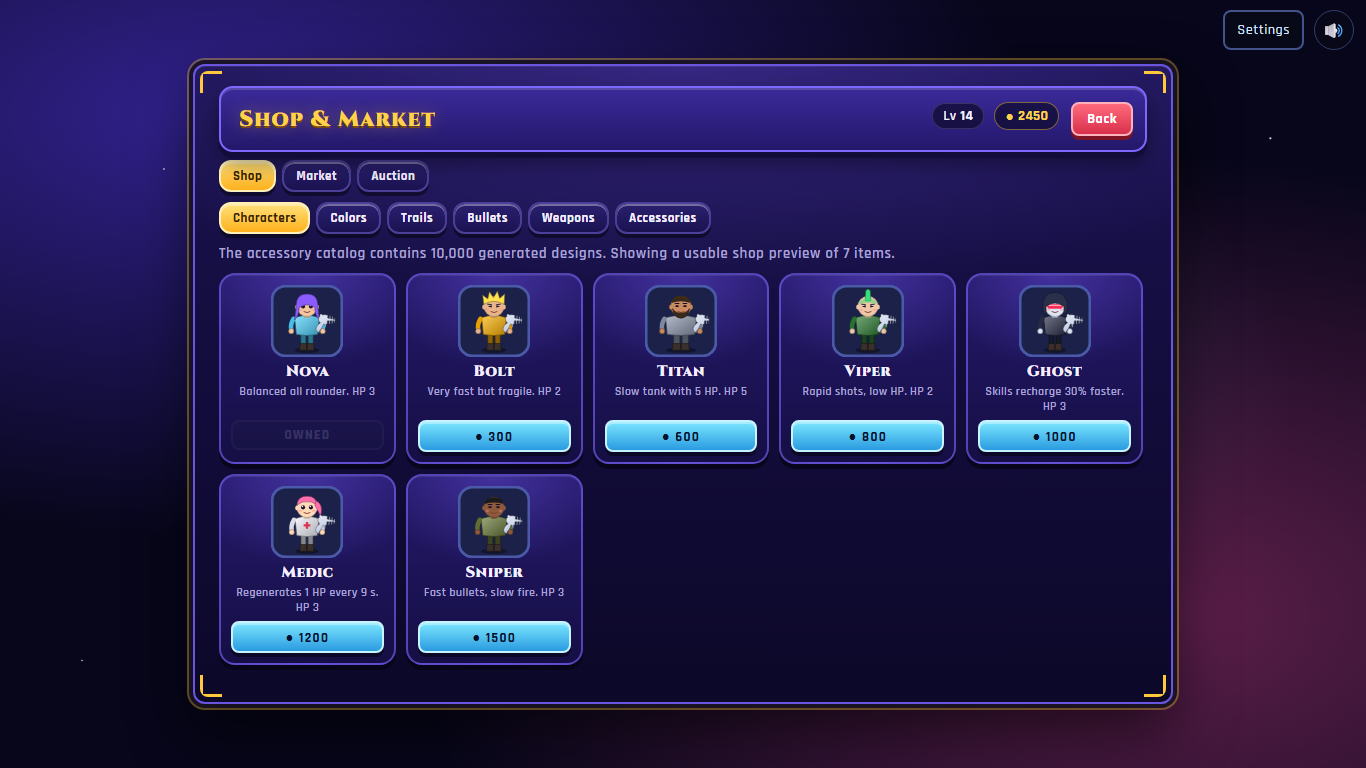 Settings
Shop & Market
Lv 14
● 2450
Back
Shop
Market
Auction
Characters
Colors
Trails
Bullets
Weapons
Accessories
The accessory catalog contains 10,000 generated designs. Showing a usable shop preview of 7 items.
Nova
Balanced all rounder. HP 3
OWNED
Bolt
Very fast but fragile. HP 2
● 300
Titan
Slow tank with 5 HP. HP 5
● 600
Viper
Rapid shots, low HP. HP 2
● 800
Ghost
Skills recharge 30% faster.
HP 3
● 1000
Medic
Regenerates 1 HP every 9 s.
HP 3
● 1200
Sniper
Fast bullets, slow fire. HP 3
● 1500